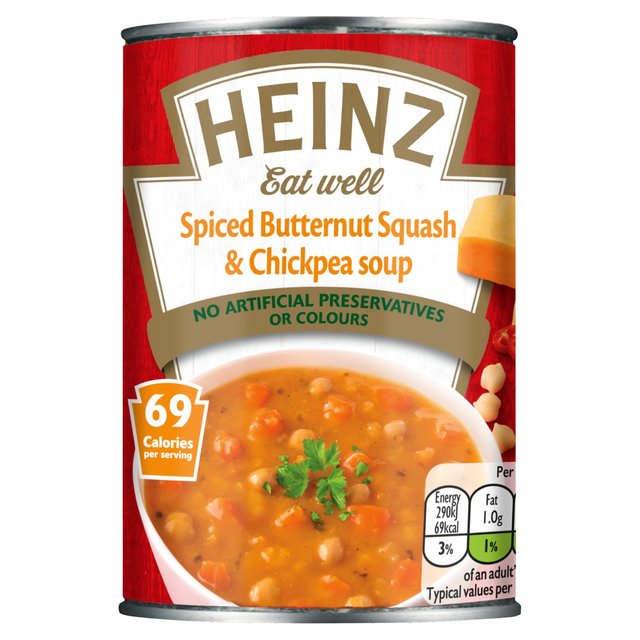 HEINZ
Eat well
Spiced Butternut Squash
& Chickpea soup
NO ARTIFICIAL PRESERVATIVES
OR COLOURS
69
Calories
per serving
Per
Energy
290kJ
69kcal
3%
Fat
1.0g
1%
of an adult'
Typical values per